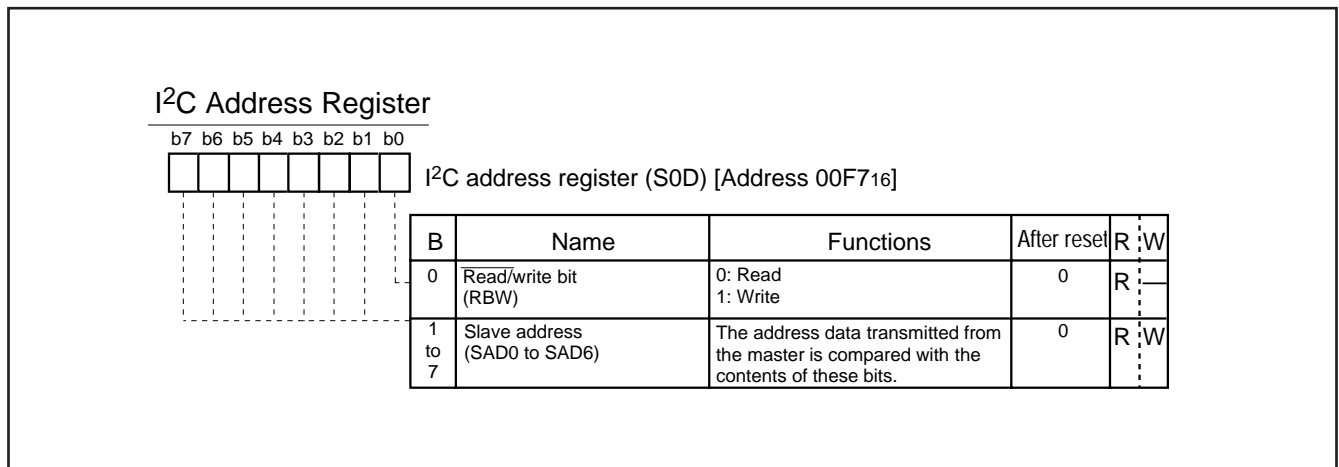 I2C Address Register
b7 b6 b5 b4 b3 b2 b1 b0
I2C address register (S0D) [Address 00F716]
B Name Functions After reset R W
0 Read/write bit (RBW) 0: Read 1: Write 0 R —
1 to 7 Slave address (SAD0 to SAD6) The address data transmitted from the master is compared with the contents of these bits. 0 R W